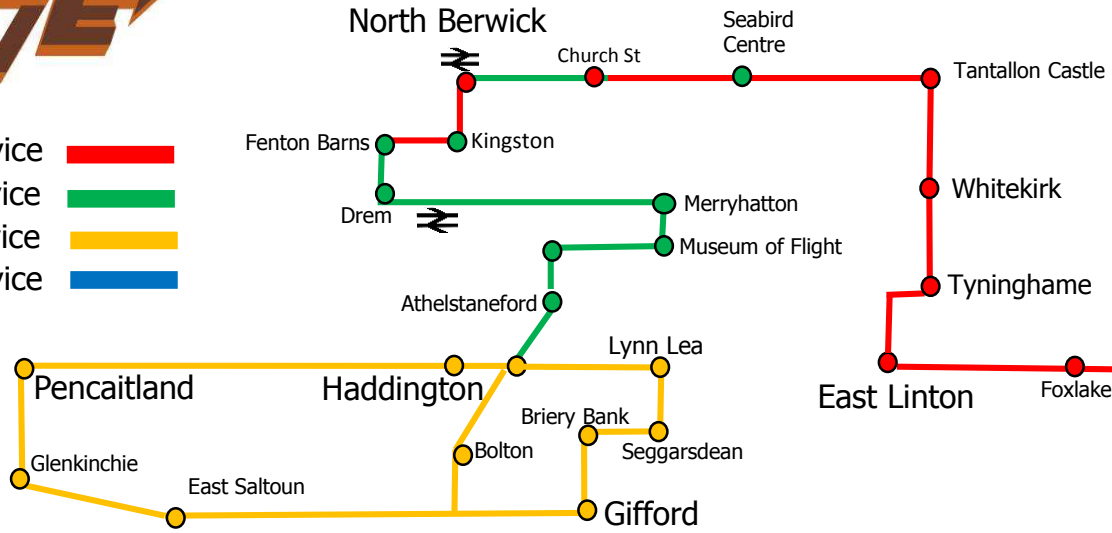 North Berwick
Church St
Seabird
Centre
Tantallon Castle
Fenton Barns
Kingston
Whitekirk
Drem
Merryhatton
Museum of Flight
Tyninghame
Athelstaneford
Lynn Lea
Pencaitland
Haddington
East Linton
Foxlake
Briery Bank
Bolton
Seggarsdean
Glenkinchie
East Saltoun
Gifford